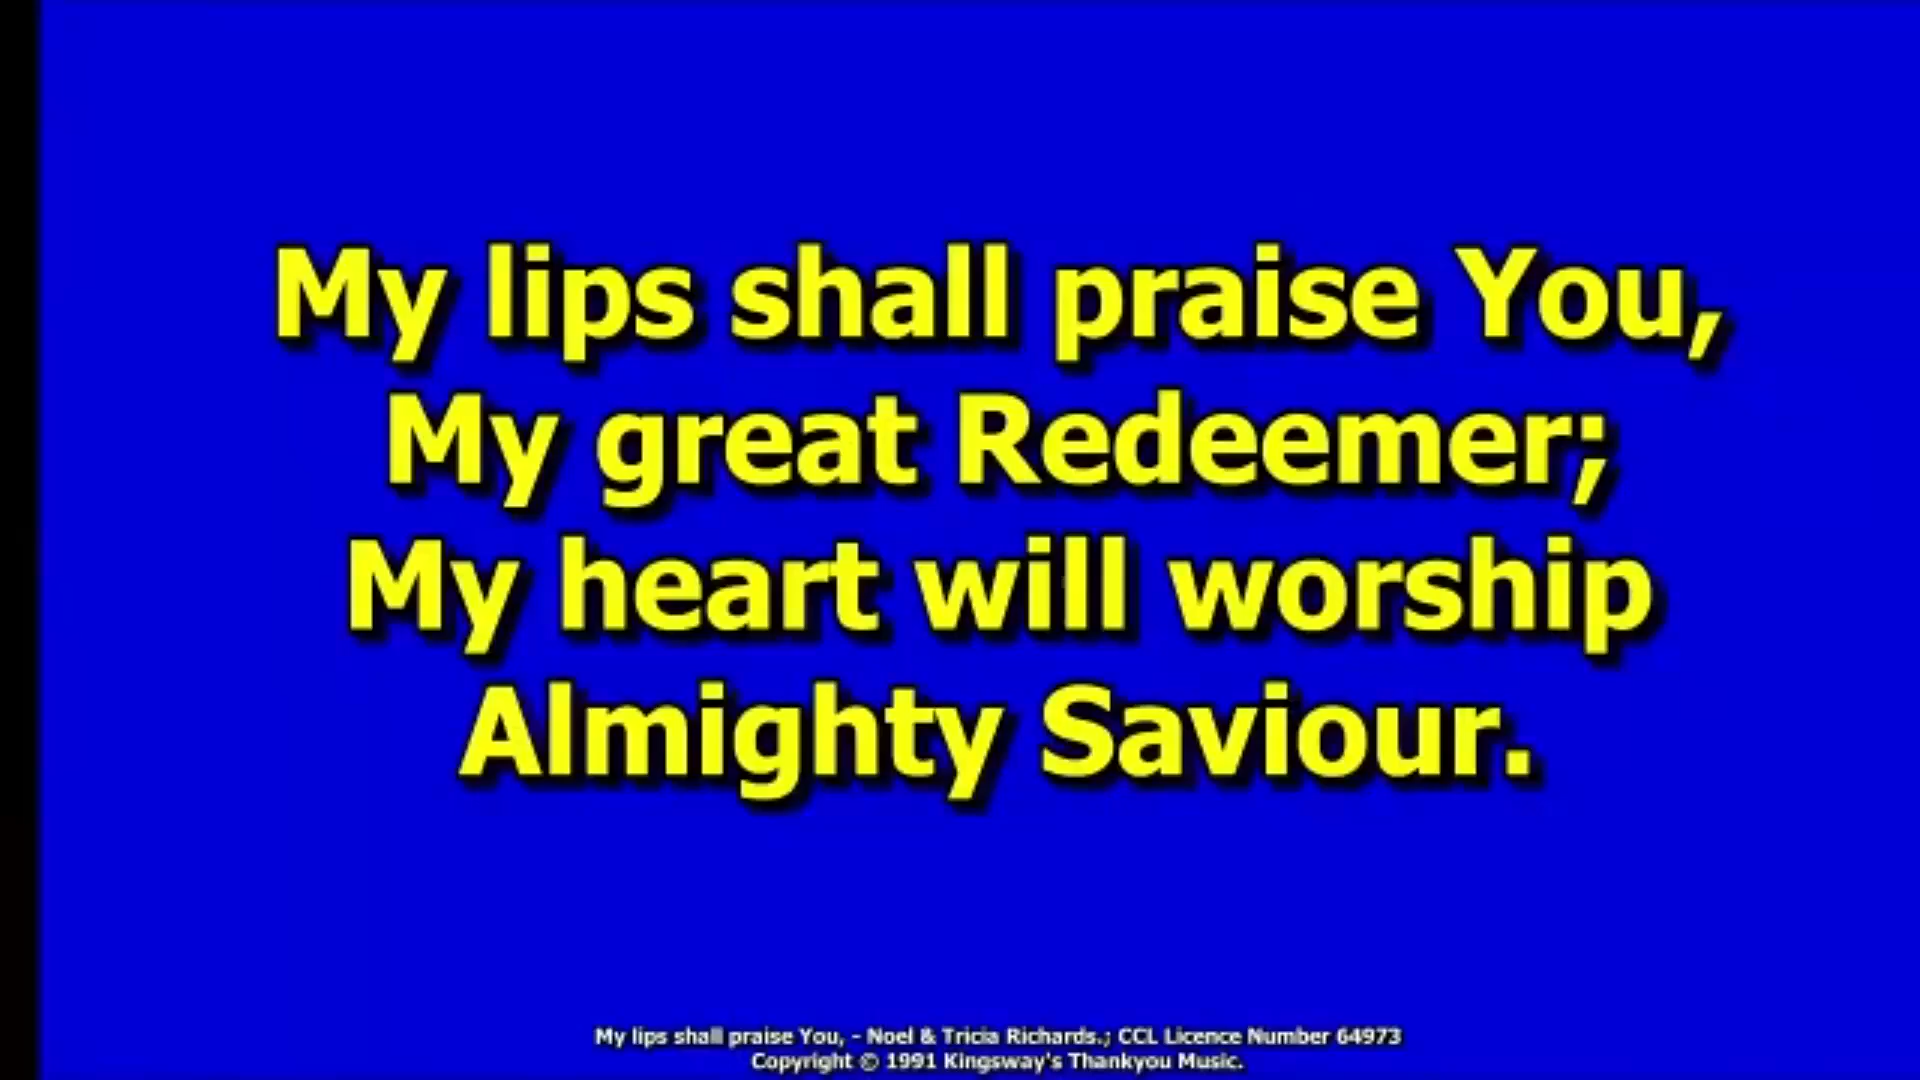 My lips shall praise You,
My great Redeemer;
My heart will worship
Almighty Saviour.
My lips shall praise You, - Noel & Tricia Richards.; CCL Licence Number 64973
Copyright © 1991 Kingsway's Thankyou Music.